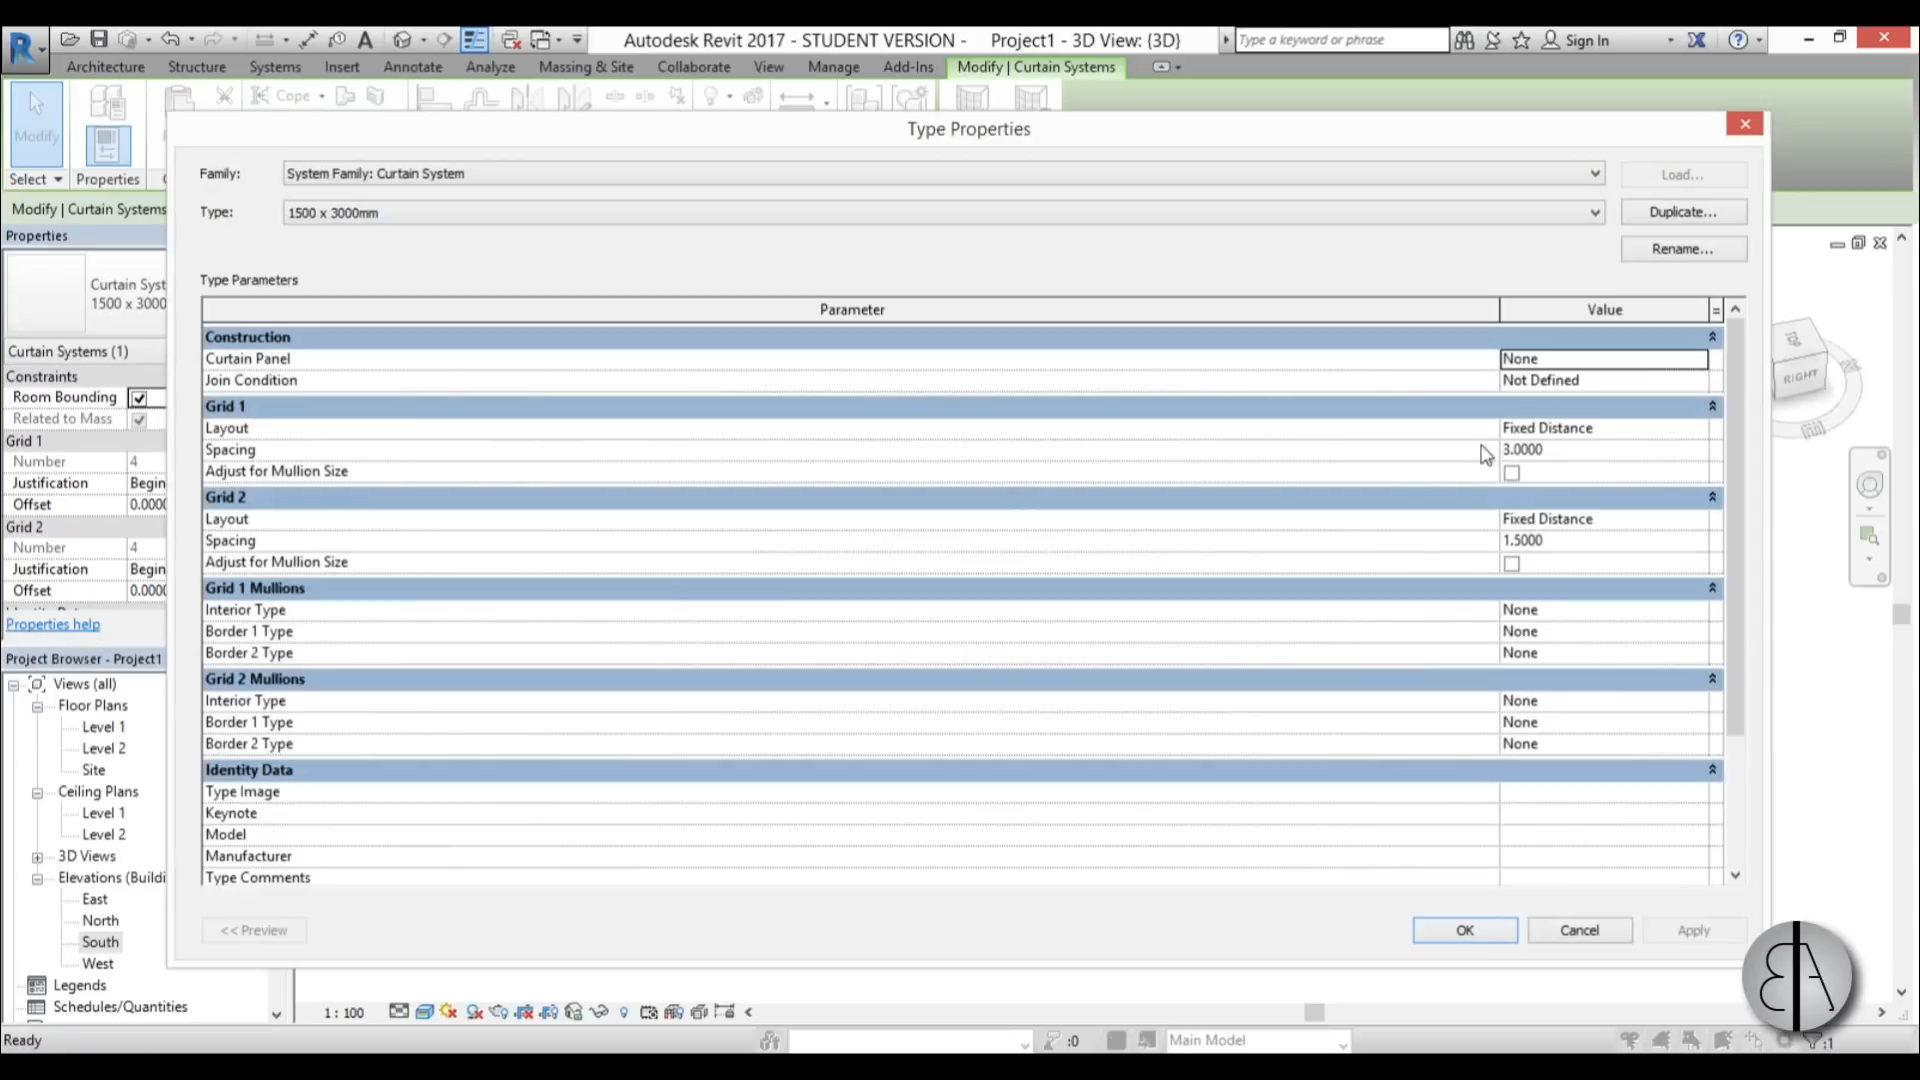 Autodesk Revit 2017 - STUDENT VERSION - Project1 - 3D View: {3D}
Type a keyword or phrase
Sign In
Architecture Structure Systems Insert Annotate Analyze Massing & Site Collaborate View Manage Add-Ins Modify | Curtain Systems
Modify
Cope
Select Properties
Modify | Curtain Systems
Type Properties
Family: System Family: Curtain System Load...
Type: 1500 x 3000mm Duplicate...
Rename...
Type Parameters
Parameter Value =
Construction
Curtain Panel None
Join Condition Not Defined
Grid 1
Layout Fixed Distance
Spacing 3.0000
Adjust for Mullion Size
Grid 2
Layout Fixed Distance
Spacing 1.5000
Adjust for Mullion Size
Grid 1 Mullions
Interior Type None
Border 1 Type None
Border 2 Type None
Grid 2 Mullions
Interior Type None
Border 1 Type None
Border 2 Type None
Identity Data
Type Image
Keynote
Model
Manufacturer
Type Comments
<< Preview OK Cancel Apply
Properties
Curtain Syst
1500 x 3000
Curtain Systems (1)
Constraints
Room Bounding
Related to Mass
Grid 1
Number 4
Justification Begin
Offset 0.0000
Grid 2
Number 4
Justification Begin
Offset 0.0000
Properties help
Project Browser - Project1
Views (all)
Floor Plans
Level 1
Level 2
Site
Ceiling Plans
Level 1
Level 2
3D Views
Elevations (Buildi
East
North
South
West
Legends
Schedules/Quantities
RIGHT
1 : 100
Ready
:0
Main Model
:1